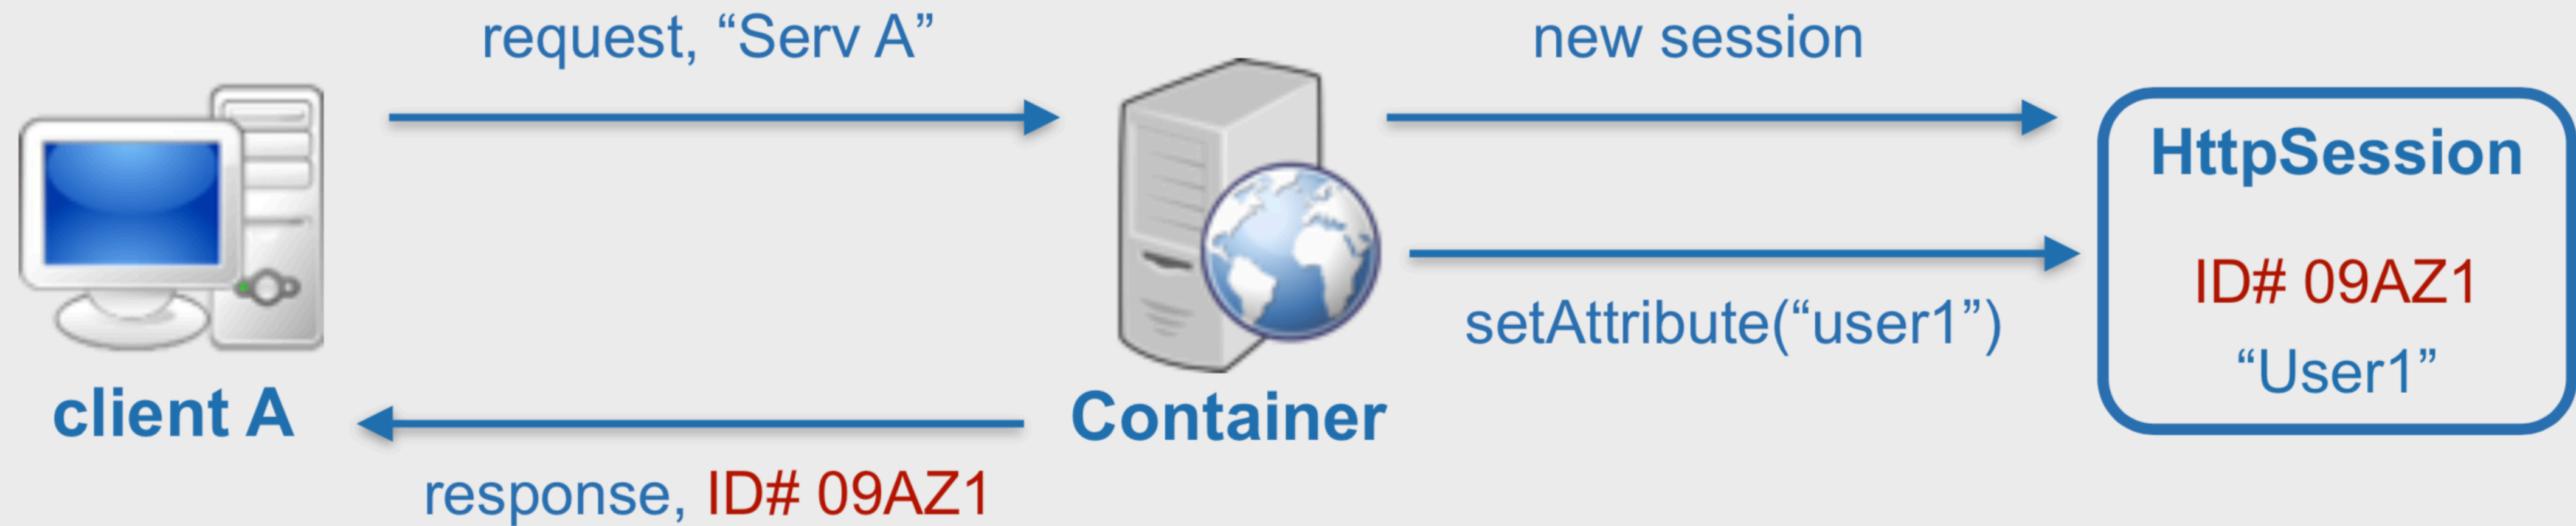 request, “Serv A”
new session
HttpSession
ID# 09AZ1
setAttribute(“user1”)
“User1”
client A
Container
response, ID# 09AZ1